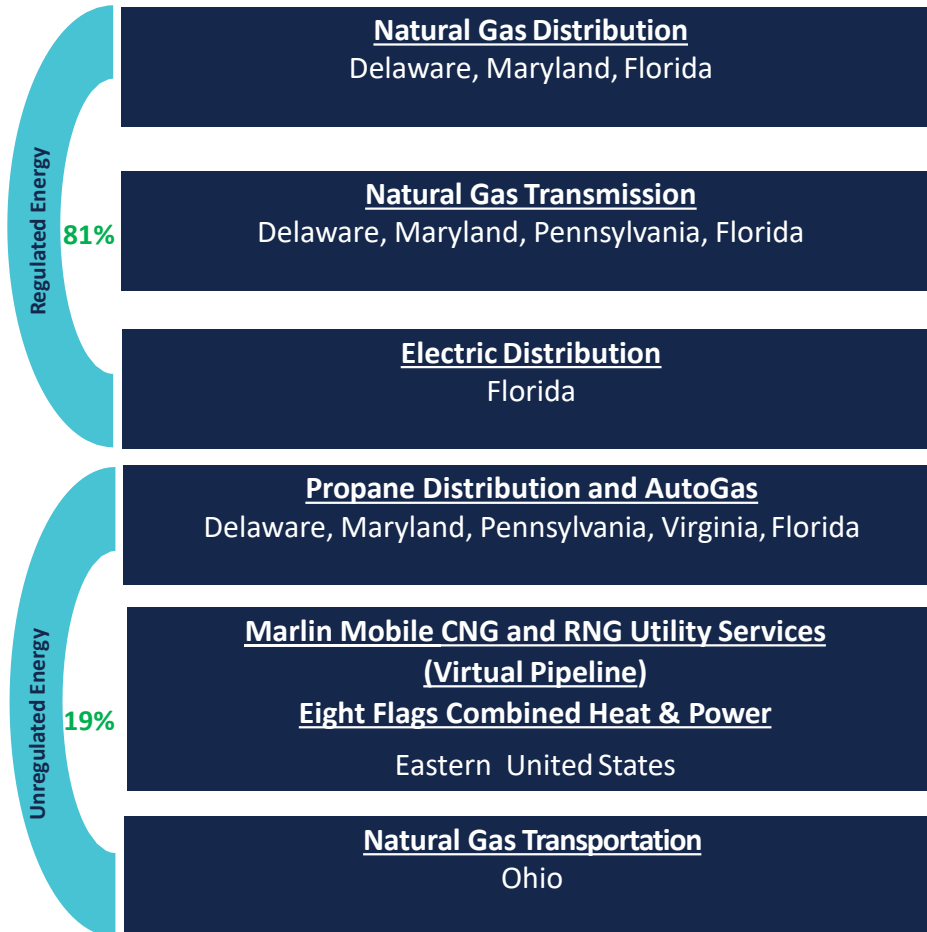 Regulated Energy
81%
Natural Gas Distribution
Delaware, Maryland, Florida
Natural Gas Transmission
Delaware, Maryland, Pennsylvania, Florida
Electric Distribution
Florida
Unregulated Energy
19%
Propane Distribution and AutoGas
Delaware, Maryland, Pennsylvania, Virginia, Florida
Marlin Mobile CNG and RNG Utility Services
(Virtual Pipeline)
Eight Flags Combined Heat & Power
Eastern United States
Natural Gas Transportation
Ohio